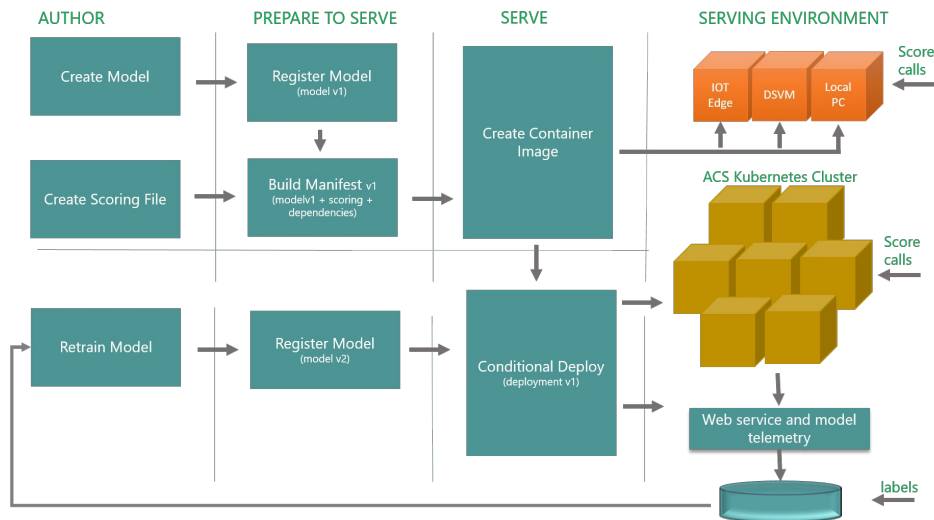 AUTHOR
PREPARE TO SERVE
SERVE
SERVING ENVIRONMENT
Create Model
Register Model
(model v1)
Create Container
Image
IOT
Edge
DSVM
Local
PC
Score
calls
Create Scoring File
Build Manifest v1
(modelv1 + scoring +
dependencies)
ACS Kubernetes Cluster
Score
calls
Retrain Model
Register Model
(model v2)
Conditional Deploy
(deployment v1)
Web service and model
telemetry
labels